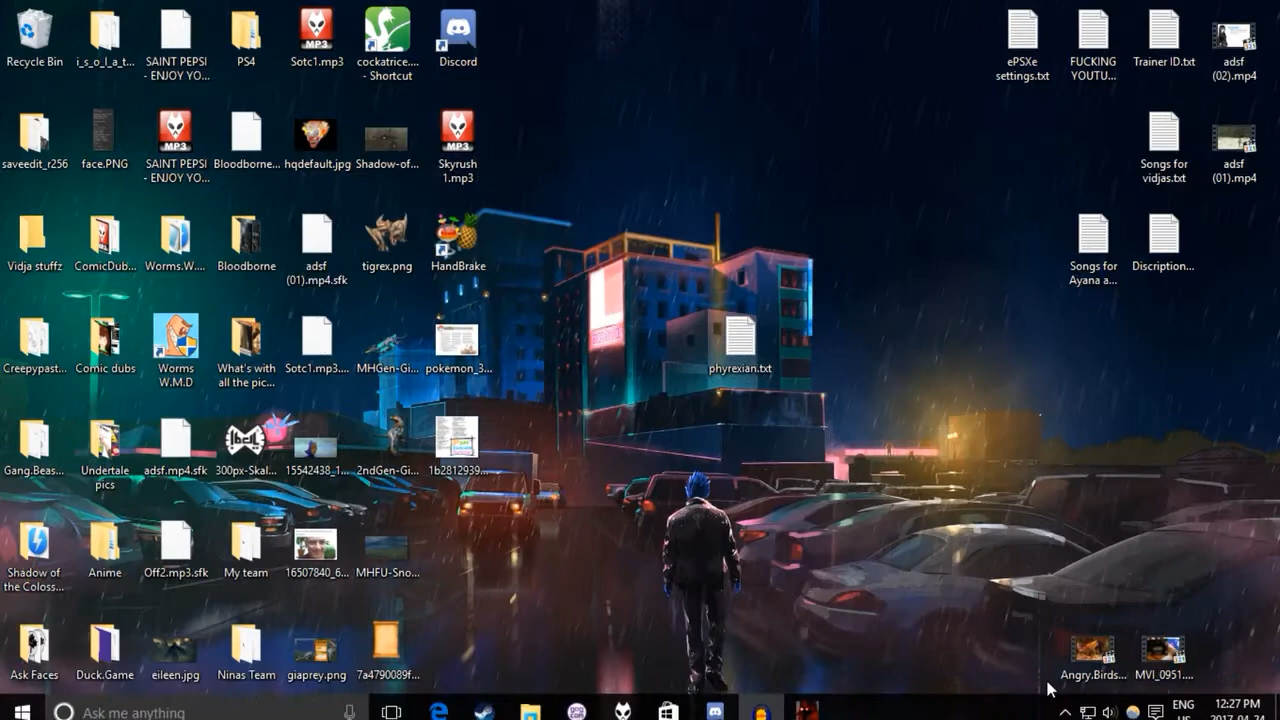 Recycle Bin
i_s_o_l_a_t...
SAINT PEPSI
- ENJOY YO...
PS4
MP3
Sotc1.mp3
cockatrice....
- Shortcut
Discord
ePSXe
settings.txt
FUCKING
YOUTU...
Trainer ID.txt
adsf
(02).mp4
saveedit_r256
face.PNG
MP3
SAINT PEPSI
- ENJOY YO...
Bloodborne...
hqdefault.jpg
Shadow-of...
MP3
Skyrush
1.mp3
Songs for
vidjas.txt
adsf
(01).mp4
Vidja stuffz
ComicDub...
Worms.W....
Bloodborne
adsf
(01).mp4.sfk
tigrex.png
HandBrake
Songs for
Ayana a...
Discription...
Creepypast...
Comic dubs
Worms
W.M.D
What's with
all the pic...
Sotc1.mp3....
MHGen-Gi...
pokemon_3...
phyrexian.txt
Gang.Beas...
Undertale
pics
adsf.mp4.sfk
300px-Skal...
15542438_1...
2ndGen-Gi...
1b2812939...
Shadow of
the Coloss...
Anime
Off2.mp3.sfk
My team
16507840_6...
MHFU-Sno...
Ask Faces
Duck.Game
eileen.jpg
Ninas Team
giaprey.png
7a4790089f...
Angry.Birds...
MVI_0951....
Ask me anything
ENG
12:27 PM